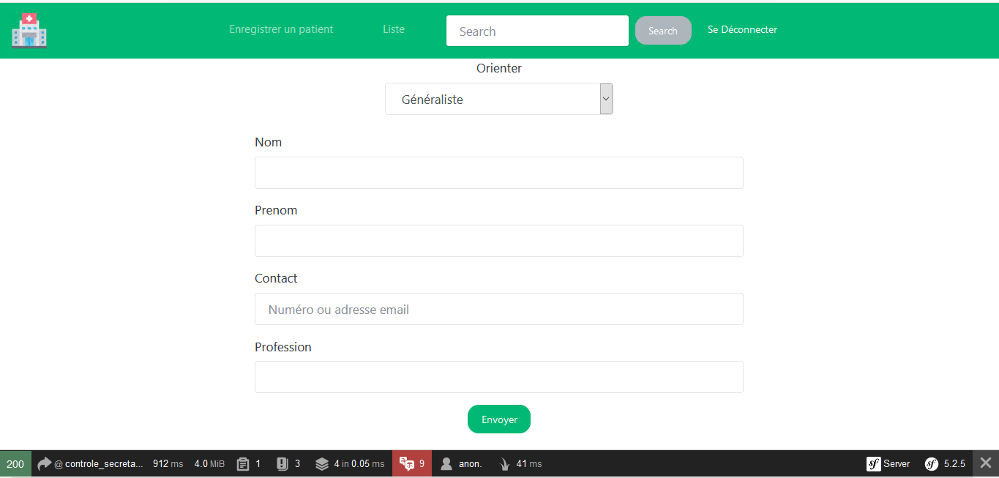 Enregistrer un patient Liste Search Search Se Déconnecter
Orienter
Généraliste
Nom
Prenom
Contact
Numéro ou adresse email
Profession
Envoyer
200 @ controle_secreta... 912 ms 4.0 MiB 1 3 4 in 0.05 ms 9 anon. 41 ms sf Server sf 5.2.5